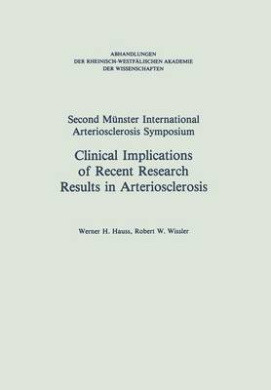 ABHANDLUNGEN
DER RHEINISCH-WESTFÄLISCHEN AKADEMIE
DER WISSENSCHAFTEN
Second Münster International
Arteriosclerosis Symposium
Clinical Implications
of Recent Research
Results in Arteriosclerosis
Werner H. Hauss, Robert W. Wissler